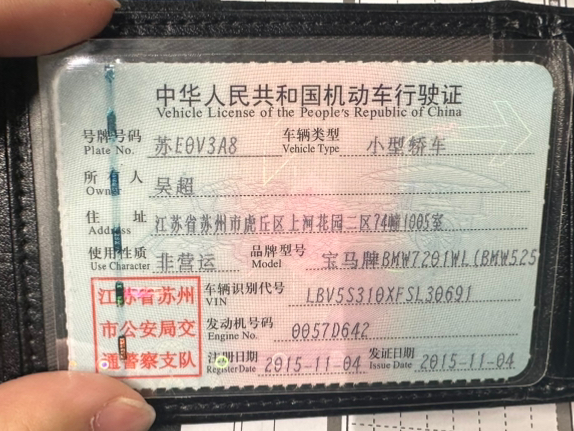 中华人民共和国机动车行驶证
Vehicle License of the People's Republic of China
号牌号码 苏E0V3A8 车辆类型 小型轿车
Plate No. Vehicle Type
所有人 吴超
Owner
住址 江苏省苏州市虎丘区上河花园二区74幢1005室
Address
使用性质 非营运 品牌型号 宝马牌BMW7201WL(BMW525
Use Character Model
江苏省苏州
市公安局交
通警察支队
车辆识别代号 LBV5S310XFSL30691
VIN
发动机号码 0057D642
Engine No.
注册日期 2015-11-04 发证日期 2015-11-04
Register Date Issue Date